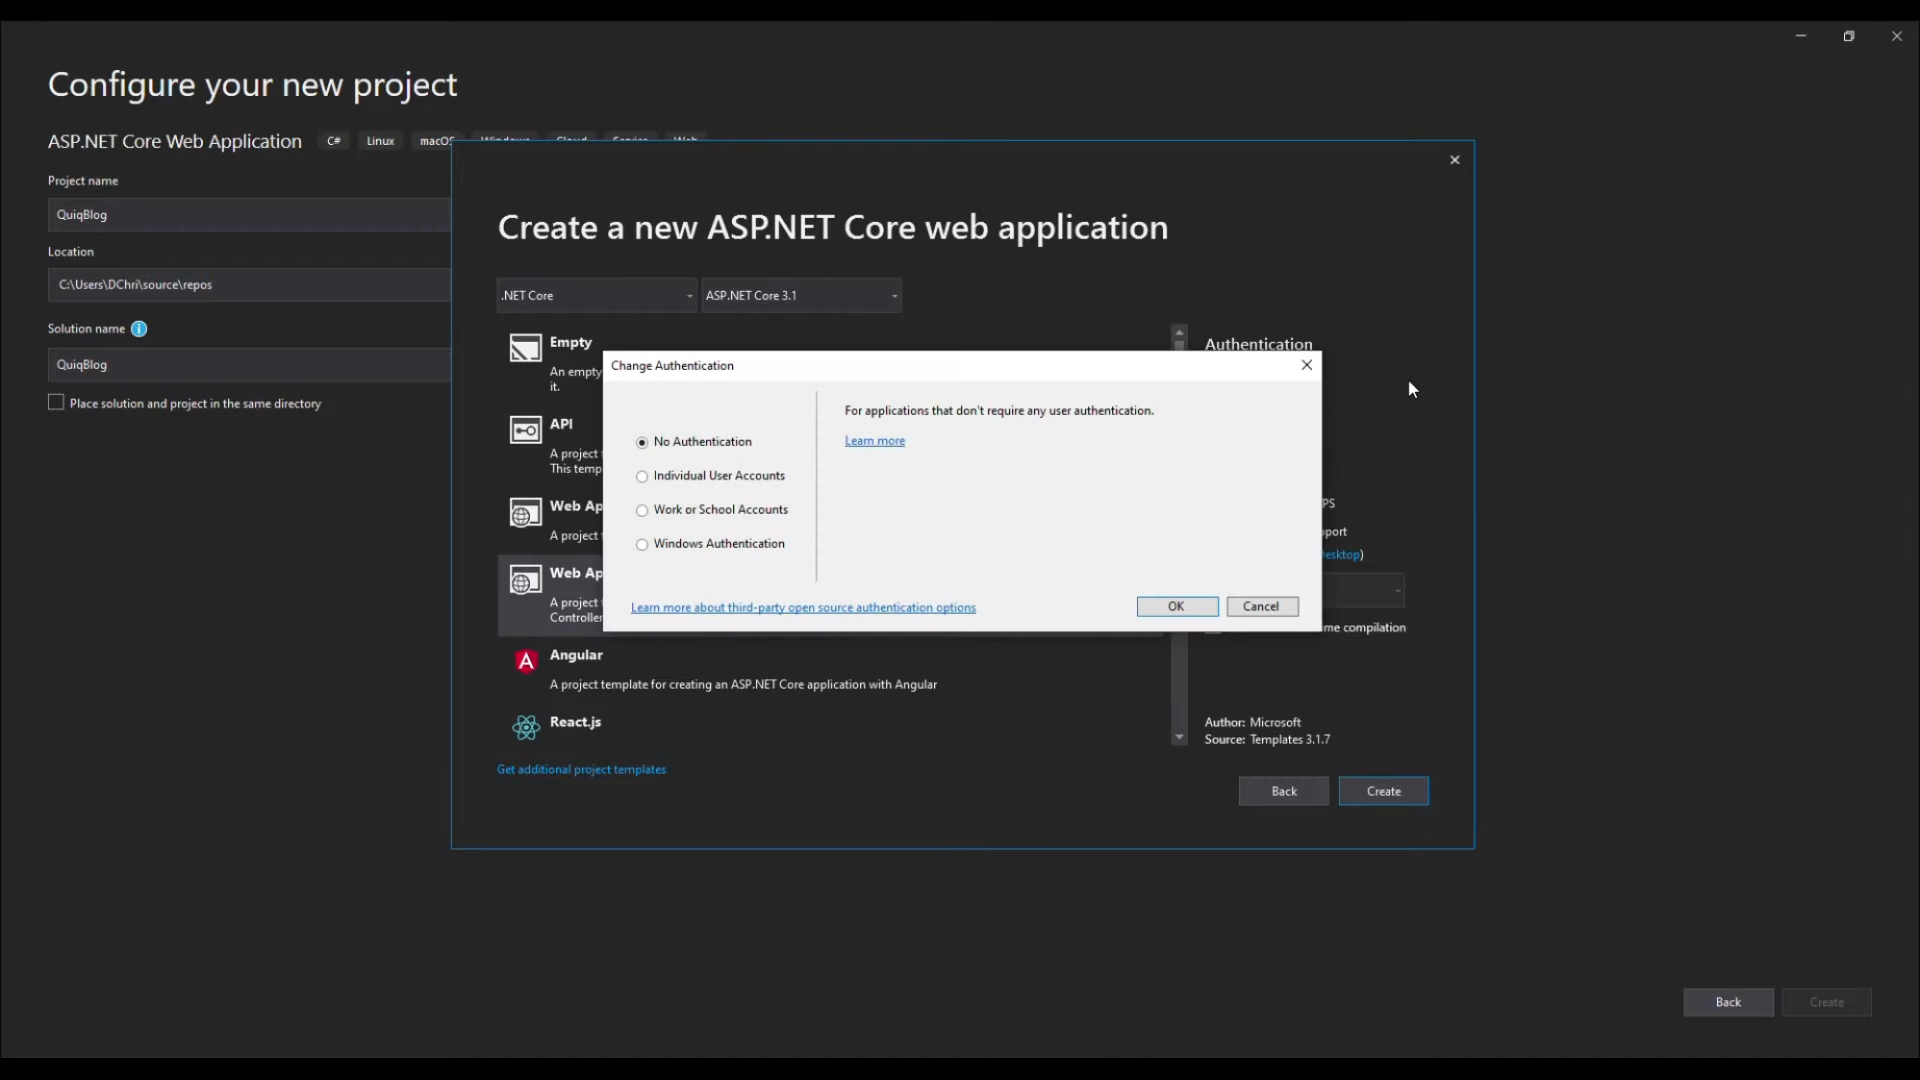 Configure your new project
ASP.NET Core Web Application C# Linux macOS Windows Cloud Service Web
Project name
QuiqBlog
Location
C:\Users\DChri\source\repos
Solution name
QuiqBlog
Place solution and project in the same directory
Create a new ASP.NET Core web application
.NET Core ASP.NET Core 3.1
Empty
An empty
it.
API
A project
This temp
Web Ap
A project
Web Ap
A project
Controller
Angular
A project template for creating an ASP.NET Core application with Angular
React.js
Get additional project templates
Authentication
PS
pport
esktop)
me compilation
Author: Microsoft
Source: Templates 3.1.7
Back Create
Change Authentication
No Authentication
Individual User Accounts
Work or School Accounts
Windows Authentication
For applications that don't require any user authentication.
Learn more
Learn more about third-party open source authentication options
OK Cancel
Back Create